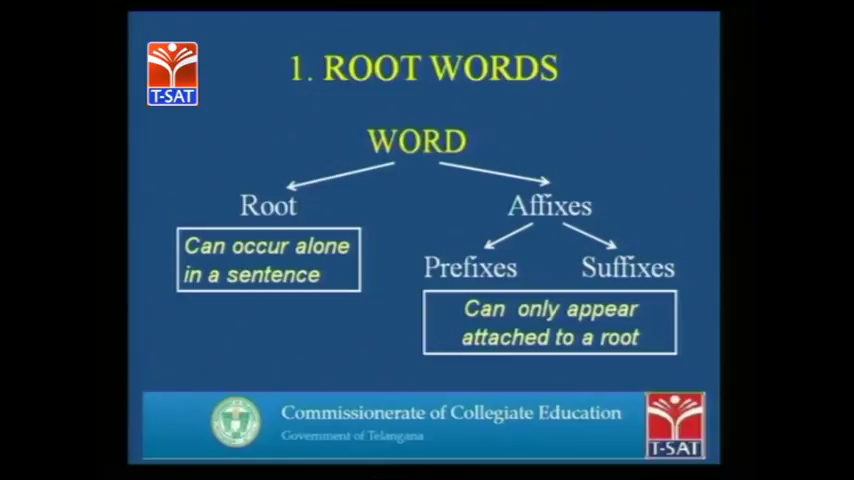 T-SAT
1. ROOT WORDS
WORD
Root
Affixes
Can occur alone
in a sentence
Prefixes
Suffixes
Can only appear
attached to a root
Commissionerate of Collegiate Education
Government of Telangana
T-SAT